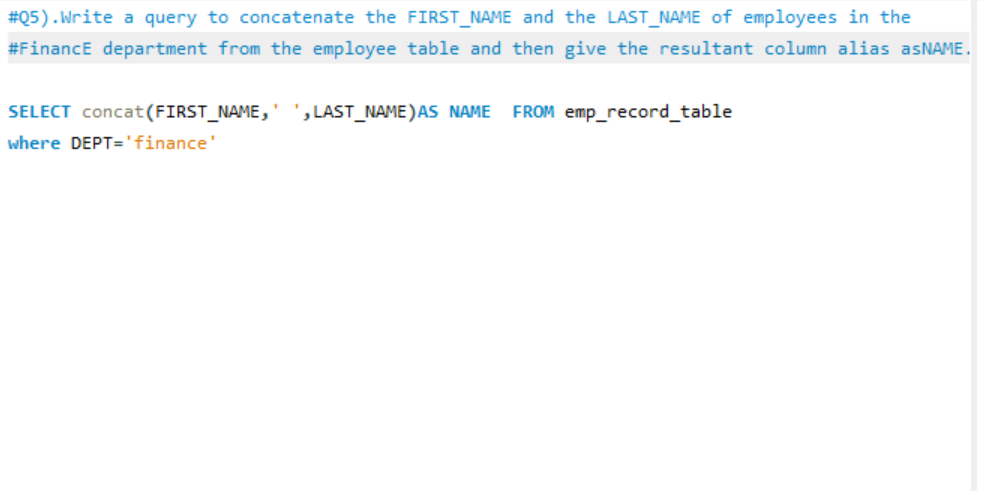 #Q5).Write a query to concatenate the FIRST_NAME and the LAST_NAME of employees in the
#FinancE department from the employee table and then give the resultant column alias asNAME.
SELECT concat(FIRST_NAME,' ',LAST_NAME)AS NAME  FROM emp_record_table
where DEPT='finance'